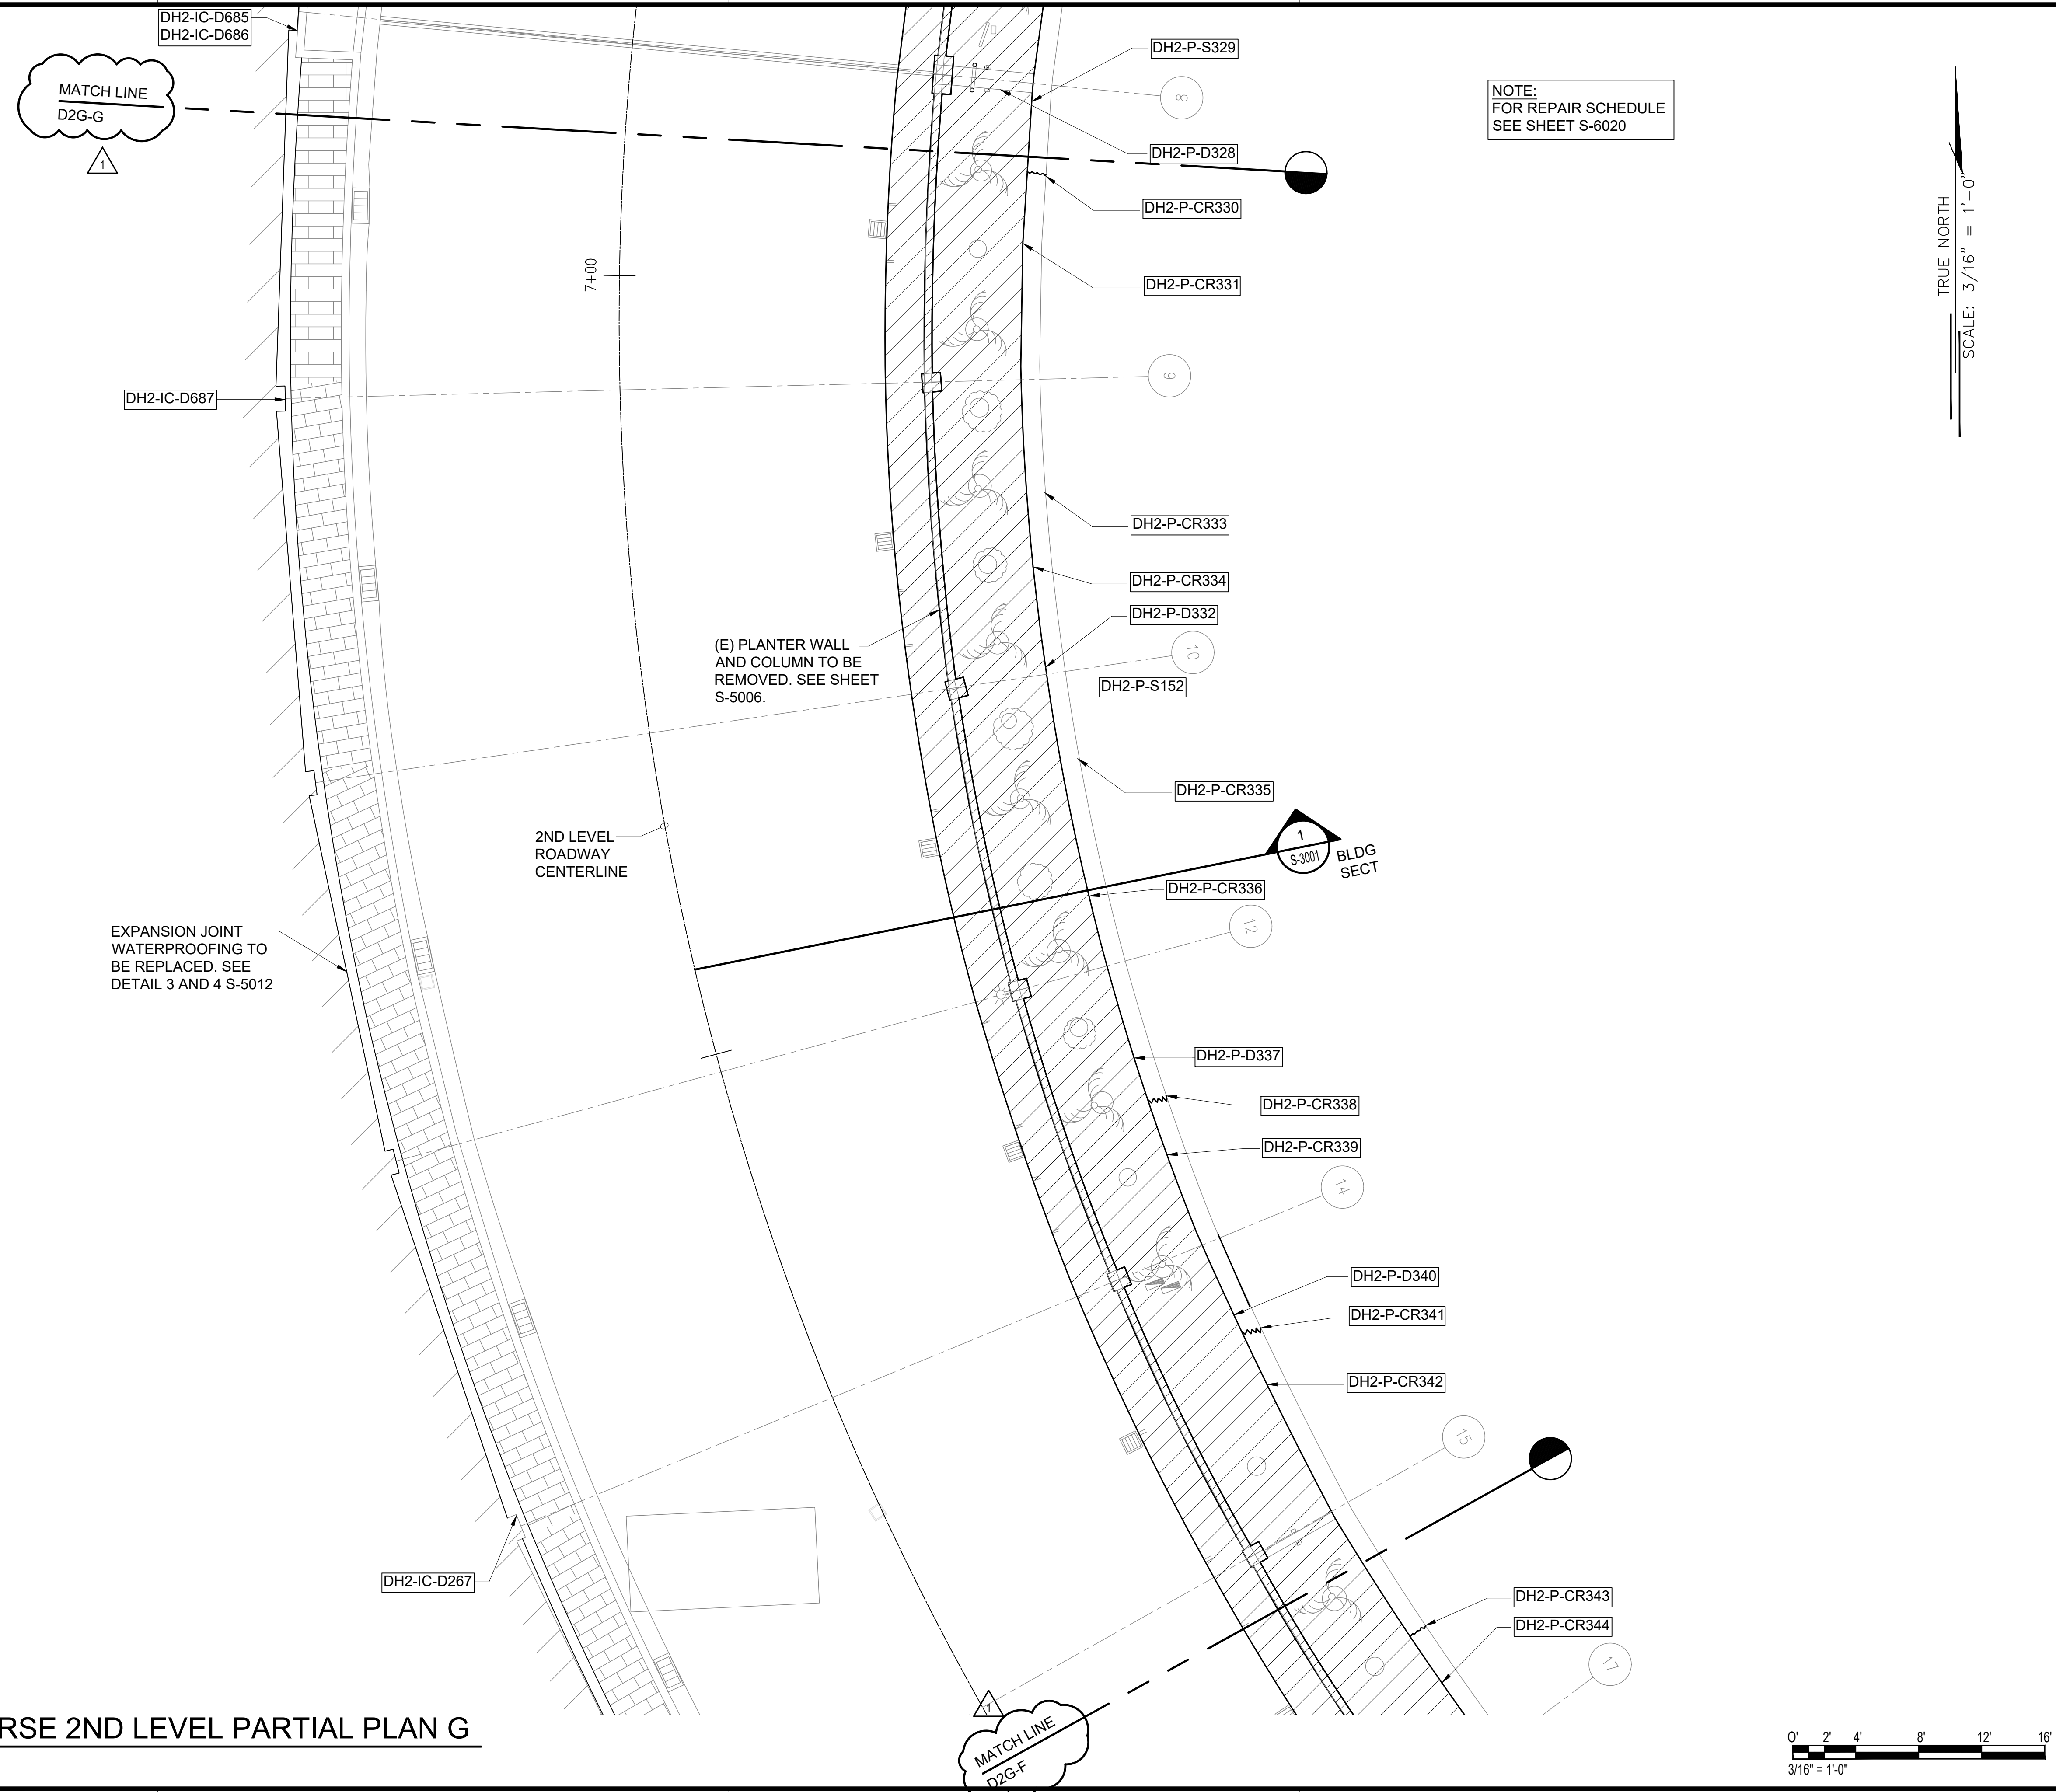 DH2-IC-D685
DH2-IC-D686
MATCH LINE
D2G-G
1
DH2-P-S329
8
NOTE:
FOR REPAIR SCHEDULE
SEE SHEET S-6020
DH2-P-D328
DH2-P-CR330
TRUE NORTH
SCALE: 3/16" = 1'-0"
7+00
DH2-P-CR331
9
DH2-IC-D687
DH2-P-CR333
DH2-P-CR334
DH2-P-D332
(E) PLANTER WALL
AND COLUMN TO BE
REMOVED. SEE SHEET
S-5006.
10
DH2-P-S152
DH2-P-CR335
2ND LEVEL
ROADWAY
CENTERLINE
1
S-3001
BLDG
SECT
DH2-P-CR336
12
EXPANSION JOINT
WATERPROOFING TO
BE REPLACED. SEE
DETAIL 3 AND 4 S-5012
DH2-P-D337
DH2-P-CR338
DH2-P-CR339
14
DH2-P-D340
DH2-P-CR341
DH2-P-CR342
15
DH2-IC-D267
DH2-P-CR343
DH2-P-CR344
17
1
MATCH LINE
D2G-F
RSE 2ND LEVEL PARTIAL PLAN G
0' 2' 4' 8' 12' 16'
3/16" = 1'-0"